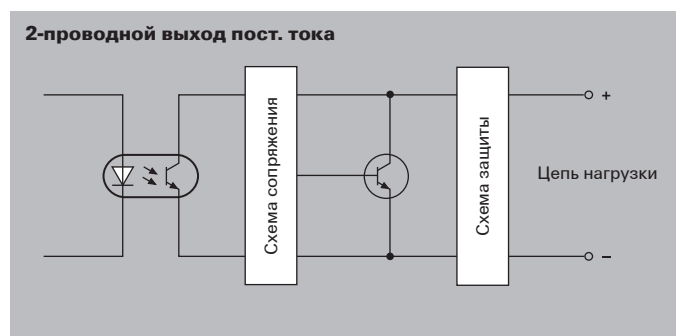 2-проводной выход пост. тока
Схема сопряжения
Схема защиты
+
Цепь нагрузки
–